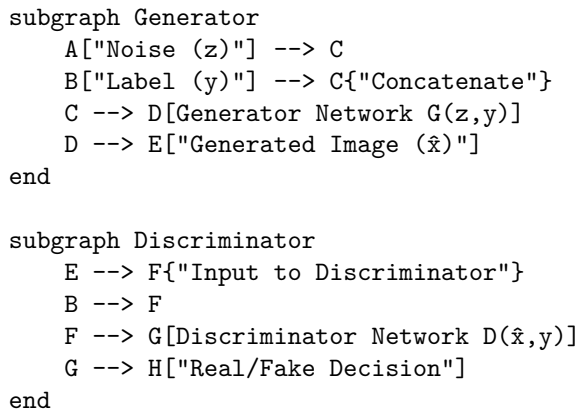 subgraph Generator
    A["Noise (z)"] --> C
    B["Label (y)"] --> C{"Concatenate"}
    C --> D[Generator Network G(z,y)]
    D --> E["Generated Image (x̂)"]
end

subgraph Discriminator
    E --> F{"Input to Discriminator"}
    B --> F
    F --> G[Discriminator Network D(x̂,y)]
    G --> H["Real/Fake Decision"]
end